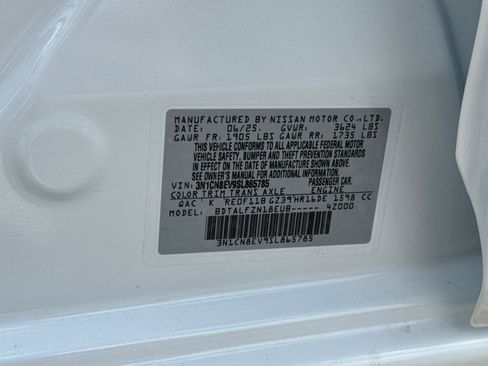 MANUFACTURED BY NISSAN MOTOR CO.,LTD.
DATE: 06/25. GVWR: 3624 LBS
GAWR FR: 1905 LBS GAWR RR: 1735 LBS
THIS VEHICLE CONFORMS TO ALL APPLICABLE FEDERAL MOTOR
VEHICLE SAFETY, BUMPER AND THEFT PREVENTION STANDARDS
IN EFFECT ON THE DATE OF MANUFACTURE SHOWN ABOVE.
SEE OWNER'S MANUAL FOR ADDITIONAL INFORMATION
VIN: 3N1CN8EV9SL865785 PASSENGER CAR.
COLOR TRIM TRANS AXLE ENGINE
QAC K RE0F11B GZ39 HR16DE 1598 CC
MODEL: BDTALFZN18EUB----- 4Z000
3N1CN8EV9SL865785